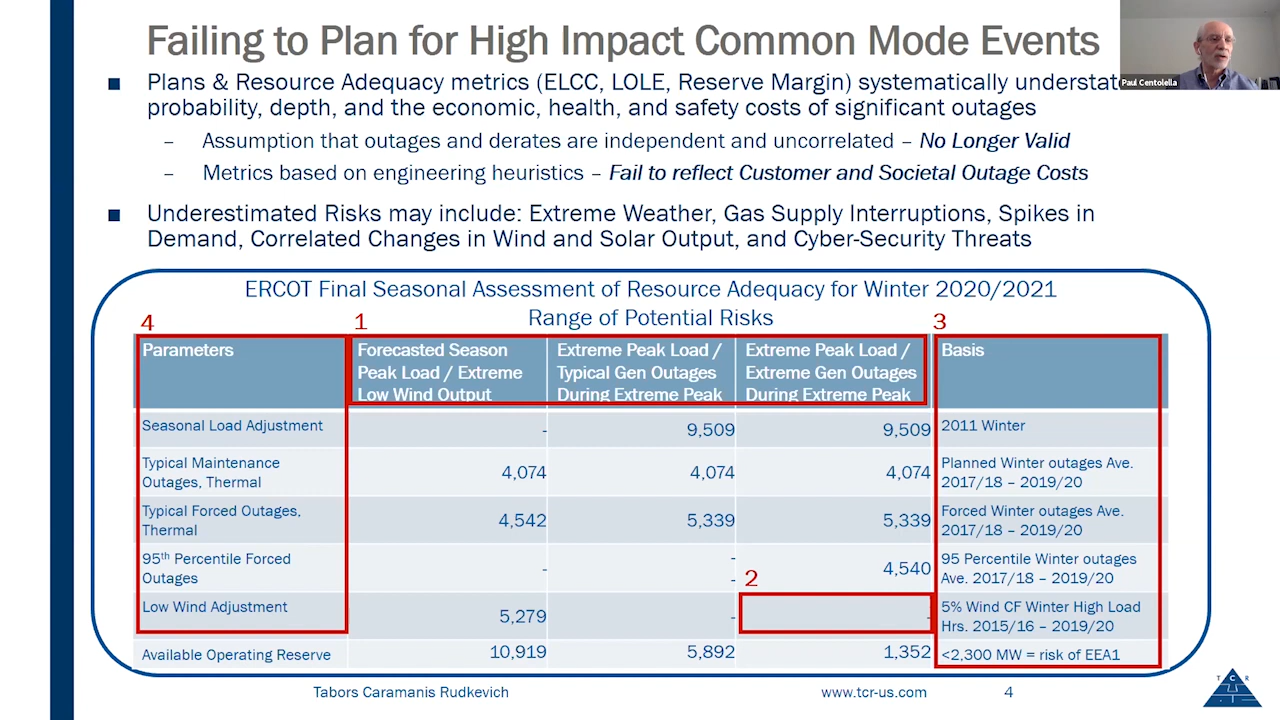 Failing to Plan for High Impact Common Mode Events
Paul Centolella
■ Plans & Resource Adequacy metrics (ELCC, LOLE, Reserve Margin) systematically understat
probability, depth, and the economic, health, and safety costs of significant outages
– Assumption that outages and derates are independent and uncorrelated – No Longer Valid
– Metrics based on engineering heuristics – Fail to reflect Customer and Societal Outage Costs
■ Underestimated Risks may include: Extreme Weather, Gas Supply Interruptions, Spikes in
Demand, Correlated Changes in Wind and Solar Output, and Cyber-Security Threats
ERCOT Final Seasonal Assessment of Resource Adequacy for Winter 2020/2021
Range of Potential Risks
4 1 3
Parameters
Forecasted Season
Peak Load / Extreme
Low Wind Output
Extreme Peak Load /
Typical Gen Outages
During Extreme Peak
Extreme Peak Load /
Extreme Gen Outages
During Extreme Peak
Basis
Seasonal Load Adjustment
- 9,509 9,509
2011 Winter
Typical Maintenance
Outages, Thermal
4,074 4,074 4,074
Planned Winter outages Ave.
2017/18 – 2019/20
Typical Forced Outages,
Thermal
4,542 5,339 5,339
Forced Winter outages Ave.
2017/18 – 2019/20
95th Percentile Forced
Outages
- - - 4,540
95 Percentile Winter outages
Ave. 2017/18 – 2019/20
2
Low Wind Adjustment
5,279 - -
5% Wind CF Winter High Load
Hrs. 2015/16 – 2019/20
Available Operating Reserve
10,919 5,892 1,352
<2,300 MW = risk of EEA1
Tabors Caramanis Rudkevich
www.tcr-us.com
4
T C R